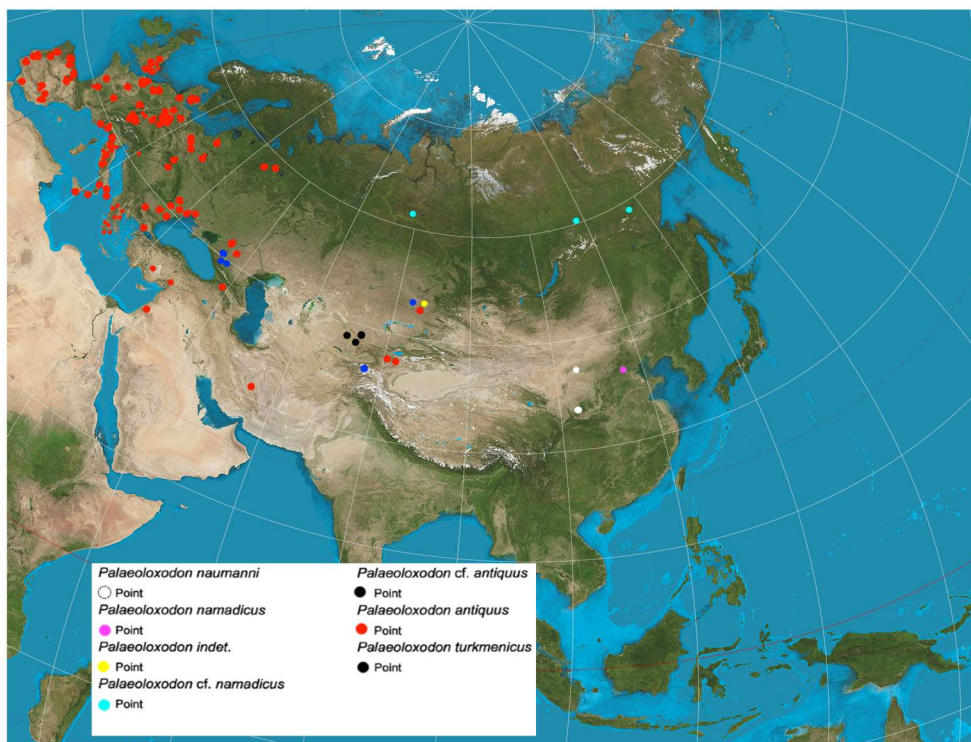 Palaeoloxodon naumanni
Point
Palaeoloxodon namadicus
Point
Palaeoloxodon indet.
Point
Palaeoloxodon cf. namadicus
Point
Palaeoloxodon cf. antiquus
Point
Palaeoloxodon antiquus
Point
Palaeoloxodon turkmenicus
Point